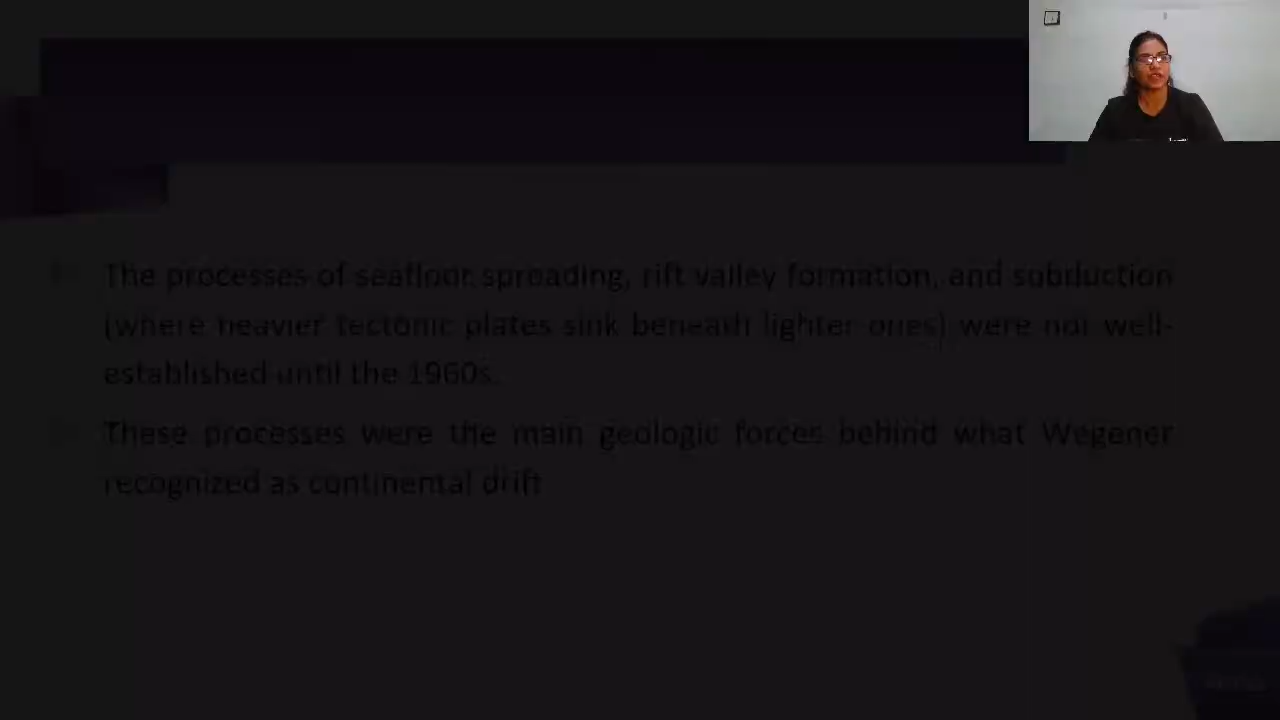 The processes of seafloor spreading, rift valley formation, and subduction
(where heavier tectonic plates sink beneath lighter ones) were not well-
established until the 1960s.
These processes were the main geologic forces behind what Wegener
recognized as continental drift